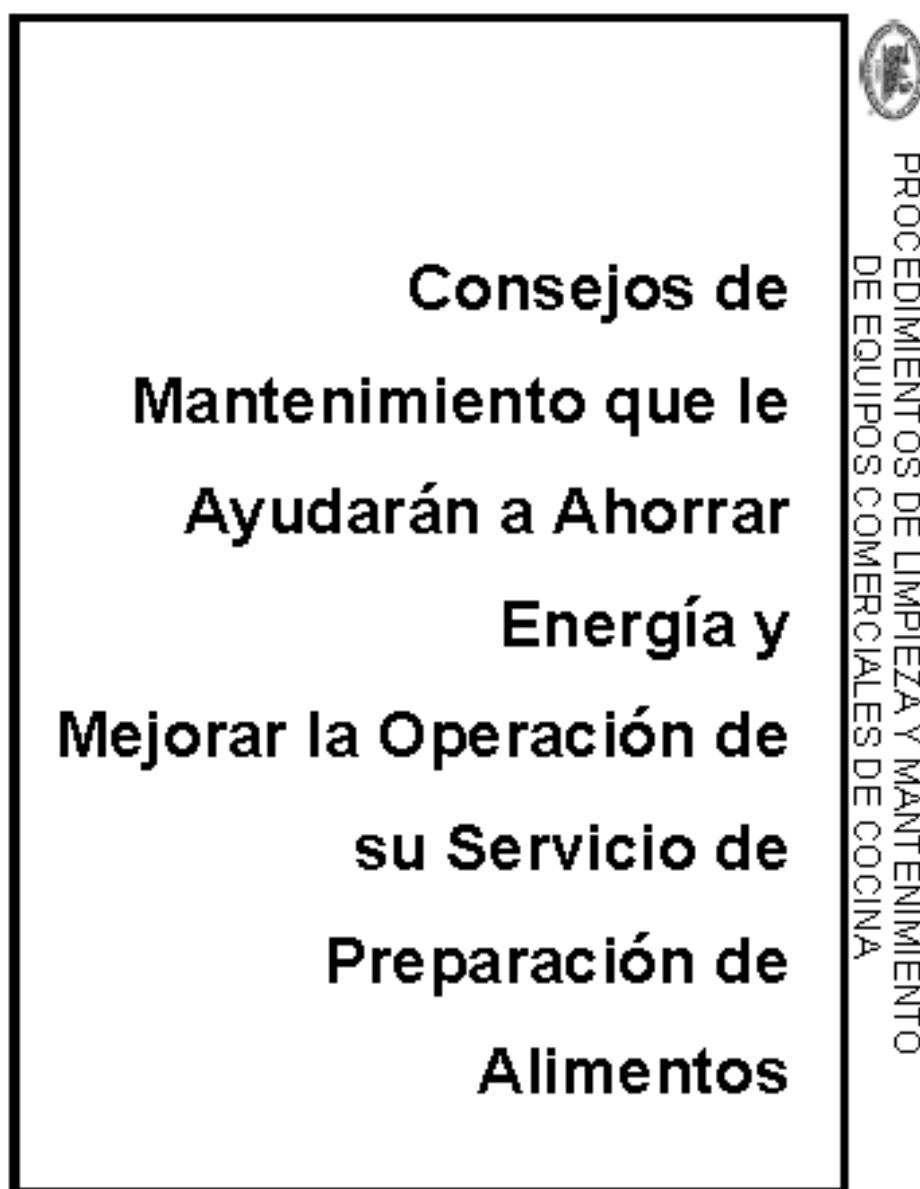 Consejos de
Mantenimiento que le
Ayudarán a Ahorrar
Energía y
Mejorar la Operación de
su Servicio de
Preparación de
Alimentos
PROCEDIMIENTOS DE LIMPIEZA Y MANTENIMIENTO
DE EQUIPOS COMERCIALES DE COCINA